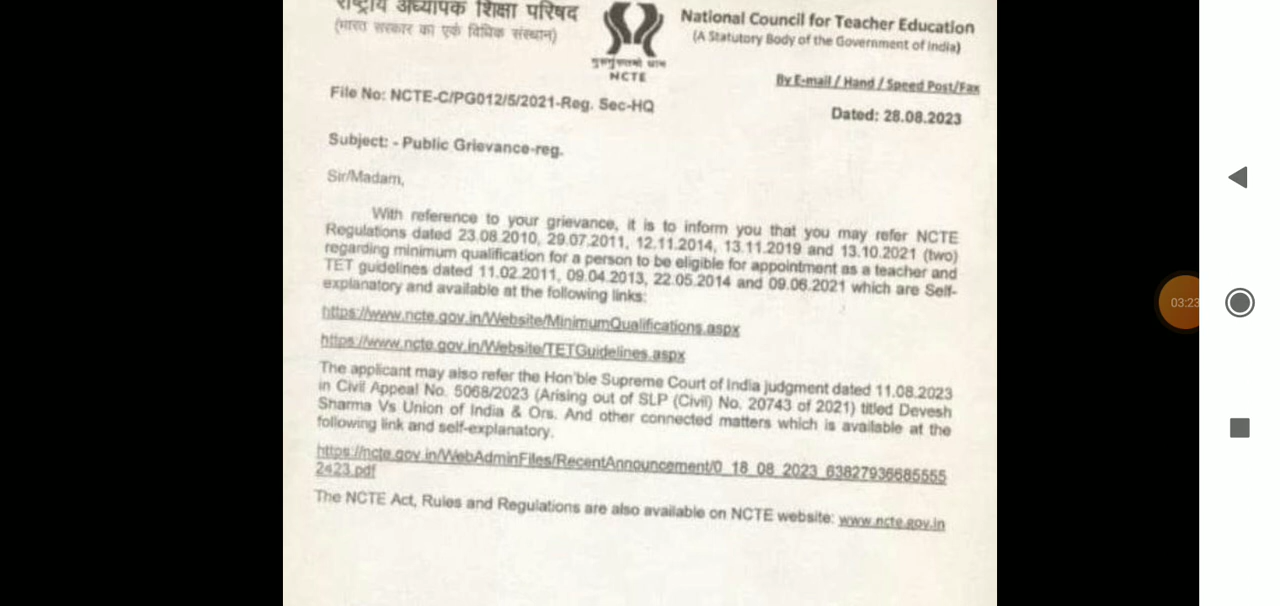 राष्ट्रीय अध्यापक शिक्षा परिषद
(भारत सरकार का एक विधिक संस्थान)
NCTE
National Council for Teacher Education
(A Statutory Body of the Government of India)
By E-mail / Hand / Speed Post/Fax
File No: NCTE-C/PG012/5/2021-Reg. Sec-HQ
Dated: 28.08.2023
Subject: - Public Grievance-reg.
Sir/Madam,
With reference to your grievance, it is to inform you that you may refer NCTE
Regulations dated 23.08.2010, 29.07.2011, 12.11.2014, 13.11.2019 and 13.10.2021 (two)
regarding minimum qualification for a person to be eligible for appointment as a teacher and
TET guidelines dated 11.02.2011, 09.04.2013, 22.05.2014 and 09.06.2021 which are Self-
explanatory and available at the following links:
https://www.ncte.gov.in/Website/MinimumQualifications.aspx
https://www.ncte.gov.in/Website/TETGuidelines.aspx
The applicant may also refer the Hon'ble Supreme Court of India judgment dated 11.08.2023
in Civil Appeal No. 5068/2023 (Arising out of SLP (Civil) No. 20743 of 2021) titled Devesh
Sharma Vs Union of India & Ors. And other connected matters which is available at the
following link and self-explanatory.
https://ncte.gov.in/WebAdminFiles/RecentAnnouncement/0_18_08_2023_63827936685555
2423.pdf
The NCTE Act, Rules and Regulations are also available on NCTE website: www.ncte.gov.in
03:23